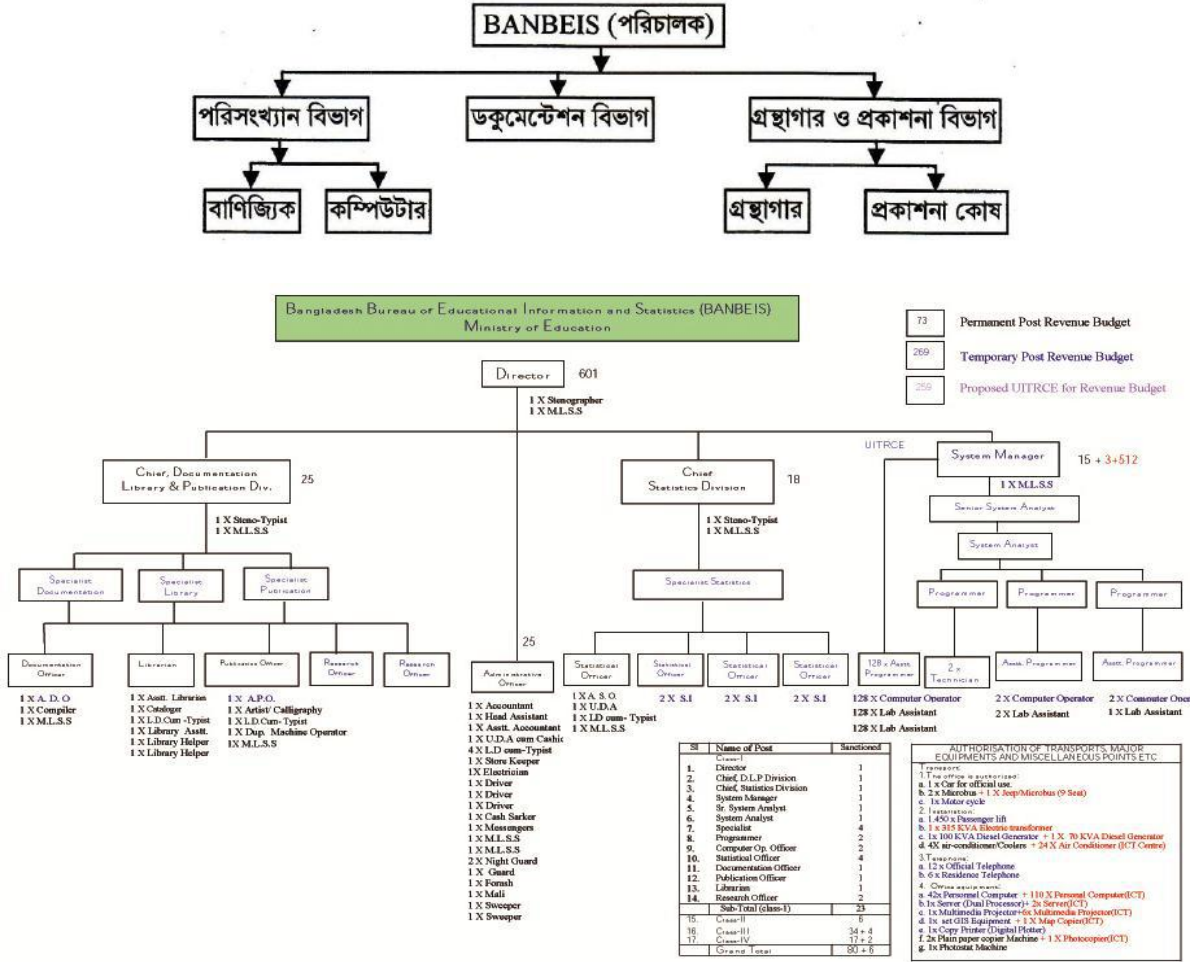 BANBEIS (পরিচালক)
পরিসংখ্যান বিভাগ
ডকুমেন্টেশন বিভাগ
গ্রন্থাগার ও প্রকাশনা বিভাগ
বাণিজ্যিক
কম্পিউটার
গ্রন্থাগার
প্রকাশনা কোষ
Bangladesh Bureau of Educational Information and Statistics (BANBEIS)
Ministry of Education
73 Permanent Post Revenue Budget
269 Temporary Post Revenue Budget
259 Proposed UITRCE for Revenue Budget
Director 601
1 X Stenographer
1 X M.L.S.S
UITRCE
Chief, Documentation
Library & Publication Div.
25
1 X Steno-Typist
1 X M.L.S.S
Chief
Statistics Division
18
1 X Steno-Typist
1 X M.L.S.S
System Manager
15 + 3+512
1 X M.L.S.S
Senior System Analyst
System Analyst
Specialist
Documentation
Specialist
Library
Specialist
Publication
Specialist Statistics
Programmer
Programmer
Programmer
Documentation
Officer
1 X A. D. O
1 X Compiler
1 X M.L.S.S
Librarian
1 X Asstt. Librarian
1 X Cataloger
1 X L.D.Cum -Typist
1 X Library Asstt.
1 X Library Helper
1 X Library Helper
Publication Officer
1 X A.P.O.
1 X Artist/ Calligraphy
1 X L.D.Cum- Typist
1 X Dup. Machine Operator
1X M.L.S.S
Research
Officer
Research
Officer
25
Administrative
Officer
1 X Accountant
1 X Head Assistant
1 X Asstt. Accountant
1 X U.D.A cum Cashic
4 X L.D cum-Typist
1 X Store Keeper
1X Electrician
1 X Driver
1 X Driver
1 X Driver
1 X Cash Sarker
1 X Messengers
1 X M.L.S.S
1 X M.L.S.S
2 X Night Guard
1 X Guard
1 X Forash
1 X Mali
1 X Sweeper
1 X Sweeper
Statistical
Officer
1 X A. S. O.
1 X U.D.A
1 X LD cum- Typist
1 X M.L.S.S
Statistical
Officer
2 X S.I
Statistical
Officer
2 X S.I
Statistical
Officer
2 X S.I
128 x Asstt.
Programmer
128 X Computer Operator
128 X Lab Assistant
128 X Lab Assistant
2 x
Technician
Asstt. Programmer
2 X Computer Operator
2 X Lab Assistant
Asstt. Programmer
2 X Computer Oper
1 X Lab Assistant
Sl Name of Post Sanctioned
Class-I
1. Director 1
2. Chief, D.L.P Division 1
3. Chief, Statistics Division 1
4. System Manager 1
5. Sr. System Analyst 1
6. System Analyst 1
7. Specialist 4
8. Programmer 2
9. Computer Op. Officer 2
10. Statistical Officer 4
11. Documentation Officer 1
12. Publication Officer 1
13. Librarian 1
14. Research Officer 2
Sub-Total (class-1) 23
15. Class-II 6
16. Class-III 34 + 4
17. Class-IV 17 + 2
Grand Total 80 + 6
AUTHORISATION OF TRANSPORTS, MAJOR
EQUIPMENTS AND MISCELLANEOUS POINTS ETC
Transport:
1.The office is authorized:
a. 1 x Car for official use.
b. 2 x Microbus + 1 X Jeep/Microbus (9 Seat)
c. 1x Motor cycle
2. Installation:
a. 1.450 x Passenger lift
b. 1 x 315 KVA Electric transformer
c. 1x 100 KVA Diesel Generator + 1 X 70 KVA Diesel Generator
d. 4X air-conditioner/Coolers + 24 X Air Conditioner (ICT Centre)
3.Telephone:
a. 12 x Official Telephone
b. 6 x Residence Telephone
4. Office equipment:
a. 42x Personnel Computer + 110 X Personal Computer(ICT)
b.1x Server (Dual Processor)+ 2x Server(ICT)
c. 1x Multimedia Projector+6x Multimedia Projector(ICT)
d. 1x set GIS Equipment + 1 X Map Copier(ICT)
e. 1x Copy Printer (Digital Plotter)
f. 2x Plain paper copier Machine + 1 X Photocopier(ICT)
g. 1x Photostat Machine